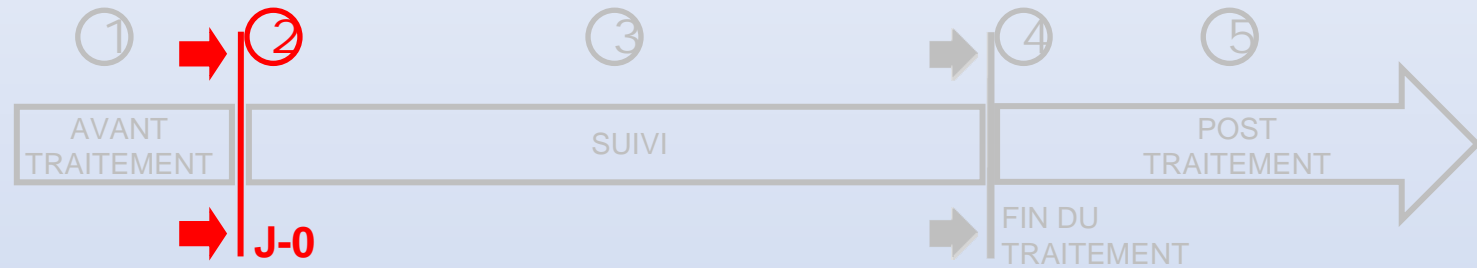 1
2
3
4
5
AVANT
TRAITEMENT
SUIVI
POST
TRAITEMENT
J-0
FIN DU
TRAITEMENT